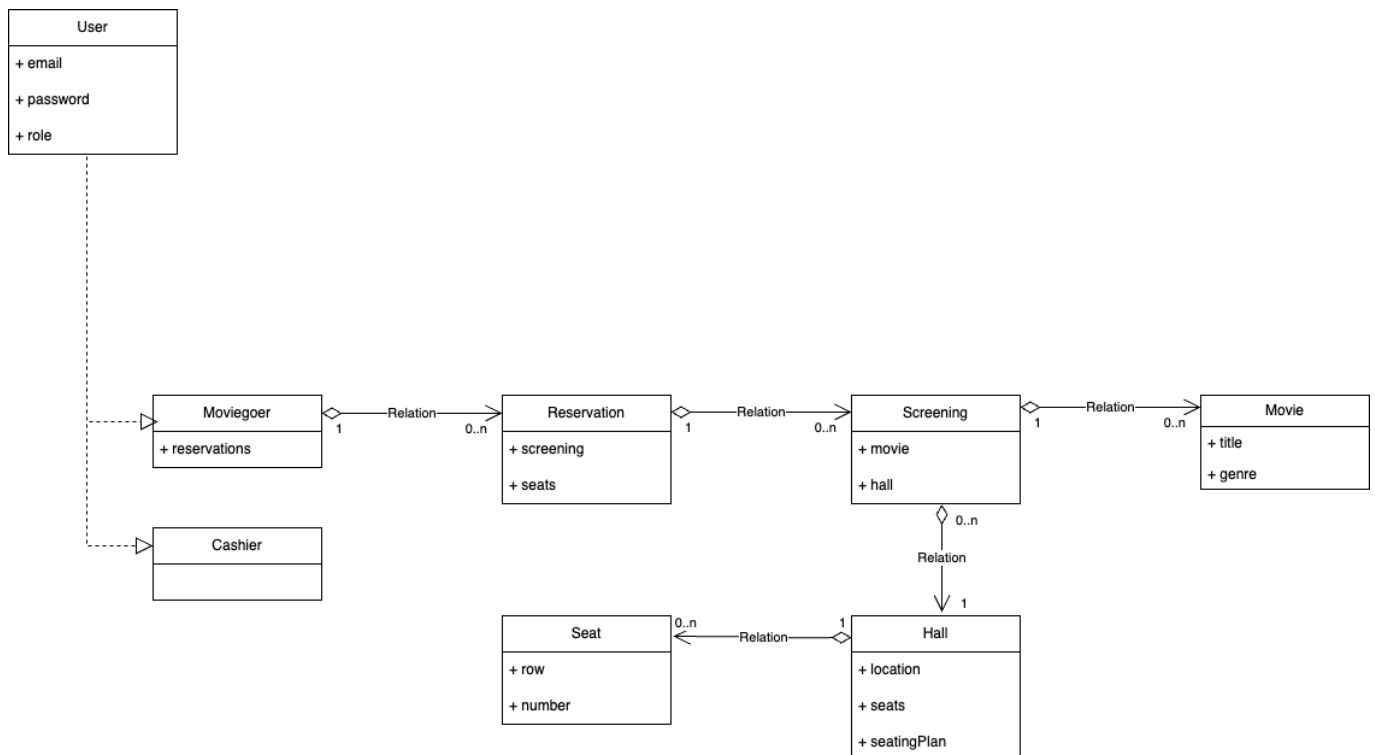 User
+ email
+ password
+ role
Moviegoer
+ reservations
1
Relation
0..n
Reservation
+ screening
+ seats
1
Relation
0..n
Screening
+ movie
+ hall
1
Relation
0..n
Movie
+ title
+ genre
Cashier
0..n
Relation
1
Seat
+ row
+ number
0..n
Relation
1
Hall
+ location
+ seats
+ seatingPlan